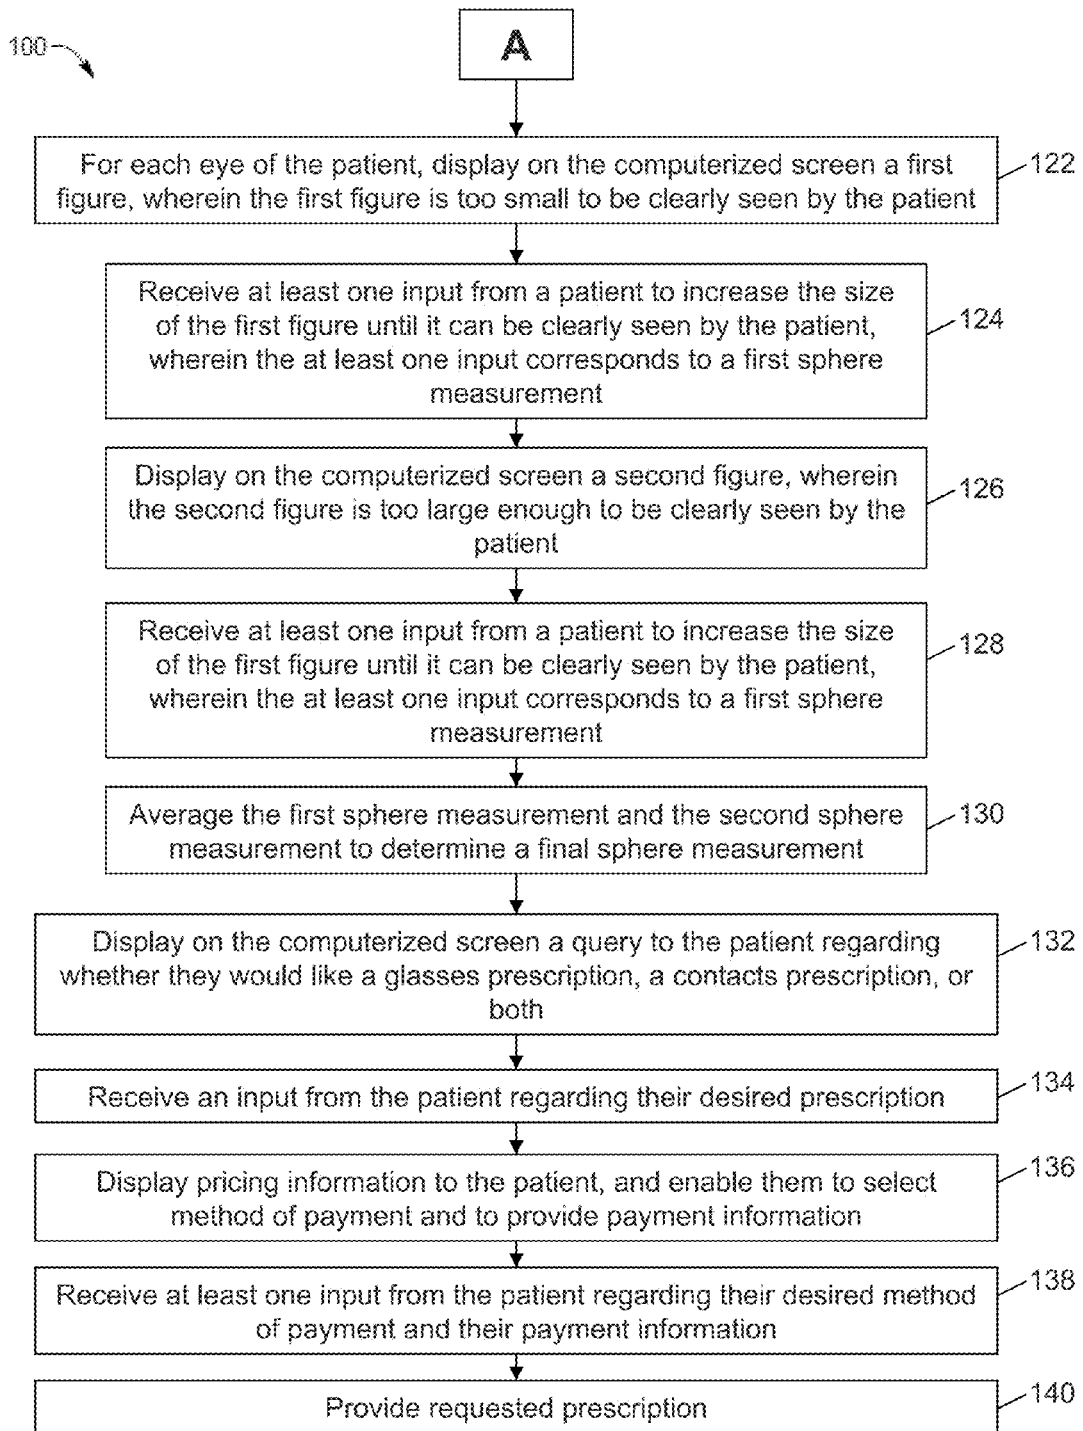 100
A
For each eye of the patient, display on the computerized screen a first
figure, wherein the first figure is too small to be clearly seen by the patient
122
Receive at least one input from a patient to increase the size
of the first figure until it can be clearly seen by the patient,
wherein the at least one input corresponds to a first sphere
measurement
124
Display on the computerized screen a second figure, wherein
the second figure is too large enough to be clearly seen by the
patient
126
Receive at least one input from a patient to increase the size
of the first figure until it can be clearly seen by the patient,
wherein the at least one input corresponds to a first sphere
measurement
128
Average the first sphere measurement and the second sphere
measurement to determine a final sphere measurement
130
Display on the computerized screen a query to the patient regarding
whether they would like a glasses prescription, a contacts prescription, or
both
132
Receive an input from the patient regarding their desired prescription
134
Display pricing information to the patient, and enable them to select
method of payment and to provide payment information
136
Receive at least one input from the patient regarding their desired method
of payment and their payment information
138
Provide requested prescription
140